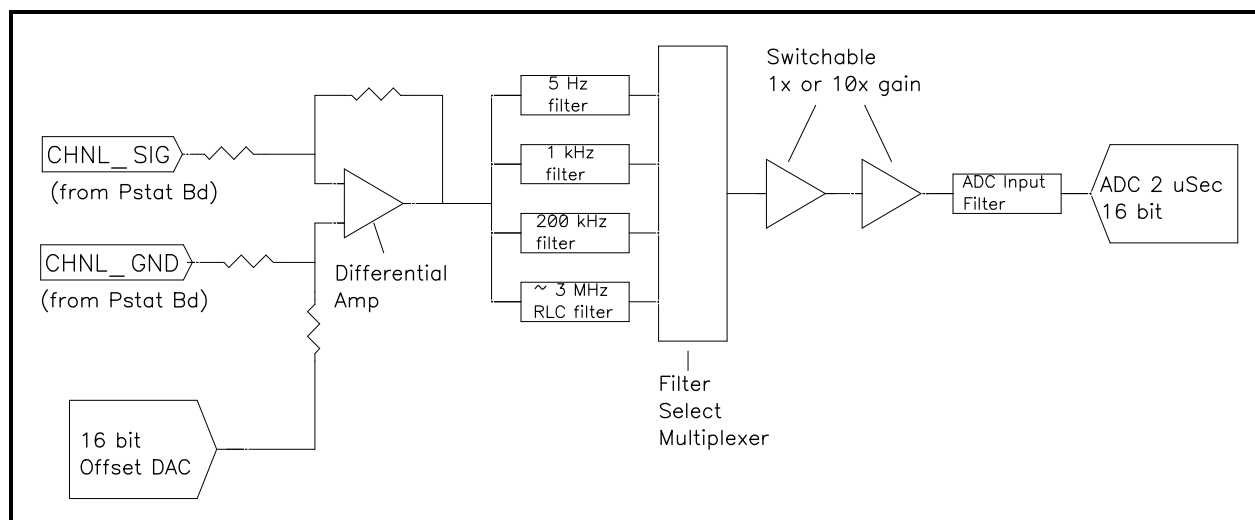 CHNL_SIG
(from Pstat Bd)
CHNL_GND
(from Pstat Bd)
16 bit
Offset DAC
Differential
Amp
5 Hz
filter
1 kHz
filter
200 kHz
filter
~ 3 MHz
RLC filter
Filter
Select
Multiplexer
Switchable
1x or 10x gain
ADC Input
Filter
ADC 2 uSec
16 bit